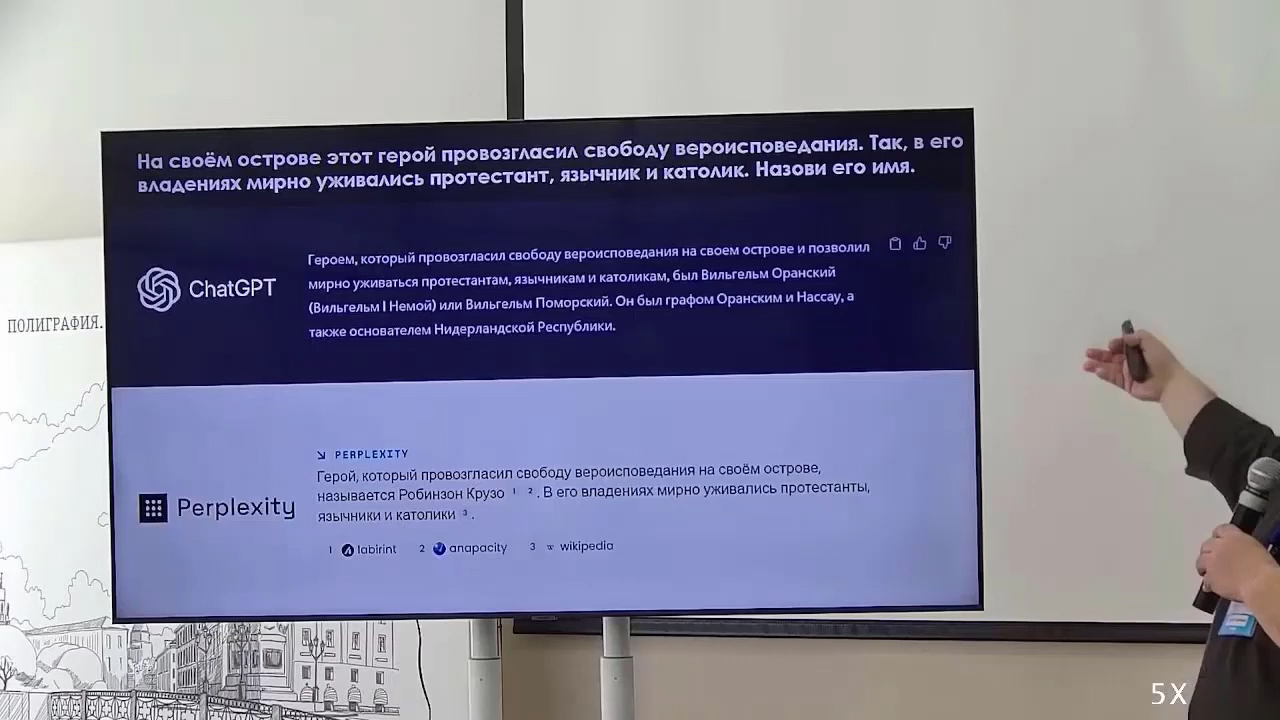 На своём острове этот герой провозгласил свободу вероисповедания. Так, в его
владениях мирно уживались протестант, язычник и католик. Назови его имя.
ChatGPT
Героем, который провозгласил свободу вероисповедания на своем острове и позволил
мирно уживаться протестантам, язычникам и католикам, был Вильгельм Оранский
(Вильгельм I Немой) или Вильгельм Поморский. Он был графом Оранским и Нассау, а
также основателем Нидерландской Республики.
ПОЛИГРАФИЯ.
Perplexity
PERPLEXITY
Герой, который провозгласил свободу вероисповедания на своём острове,
называется Робинзон Крузо 1 2. В его владениях мирно уживались протестанты,
язычники и католики 3.
1 labirint 2 anapacity 3 w wikipedia
5X